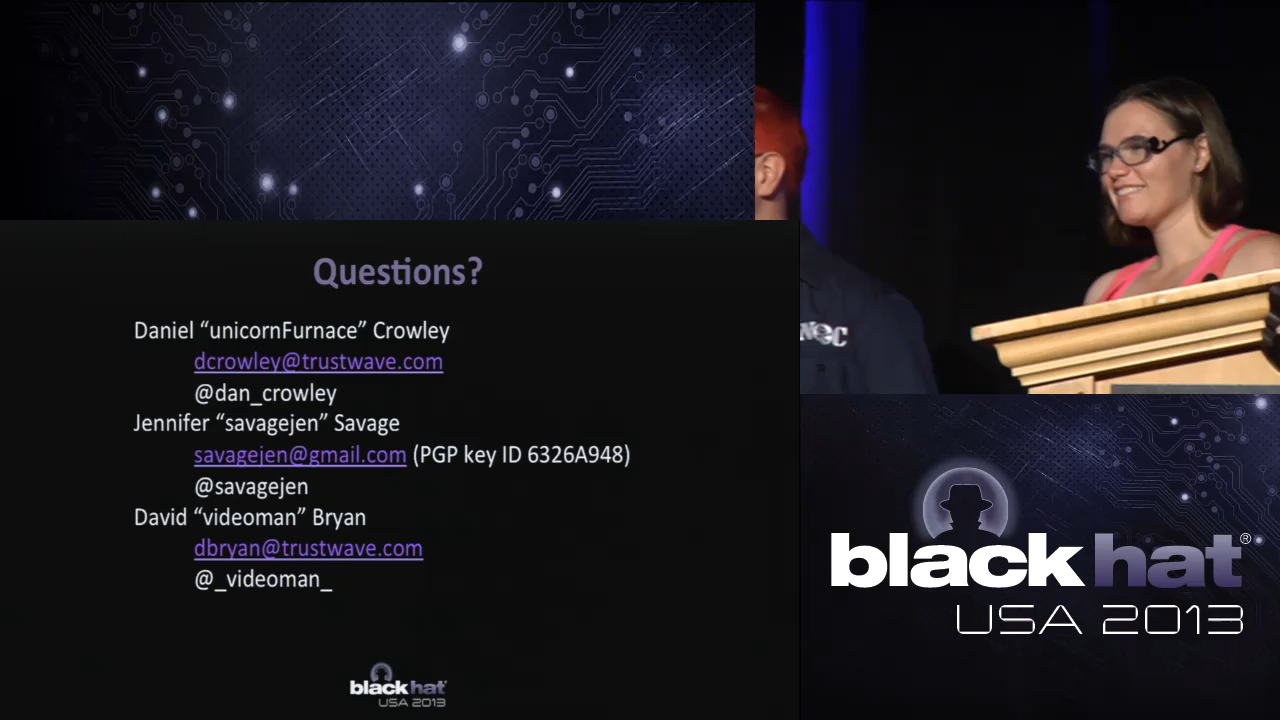 Questions?
Daniel “unicornFurnace” Crowley
dcrowley@trustwave.com
@dan_crowley
Jennifer “savagejen” Savage
savagejen@gmail.com (PGP key ID 6326A948)
@savagejen
David “videoman” Bryan
dbryan@trustwave.com
@_videoman_
black hat
USA 2013
black hat®
USA 2013